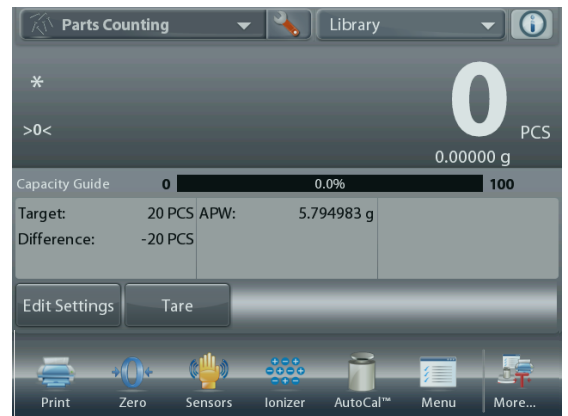 Parts Counting Library
*
0
>0<
PCS
0.00000 g
Capacity Guide 0 0.0% 100
Target: 20 PCS APW: 5.794983 g
Difference: -20 PCS
Edit Settings Tare
Print Zero Sensors Ionizer AutoCal™ Menu More...